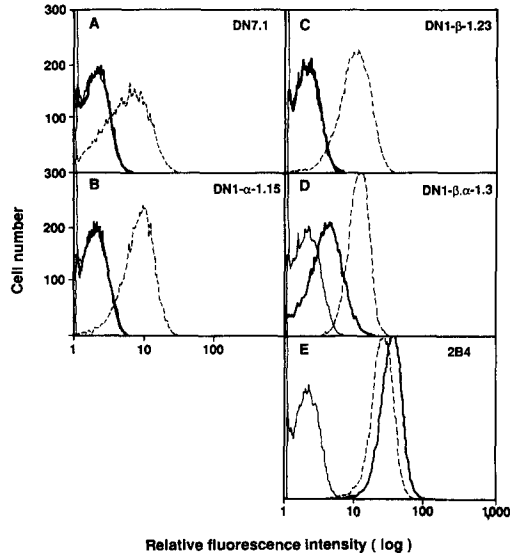 300
200
100
A
DN7.1
C
DN1-β-1.23
300
200
100
B
DN1-α-1.15
D
DN1-β.α-1.3
1
10
100
E
2B4
1
10
100
1,000
Cell number
Relative fluorescence intensity ( log )